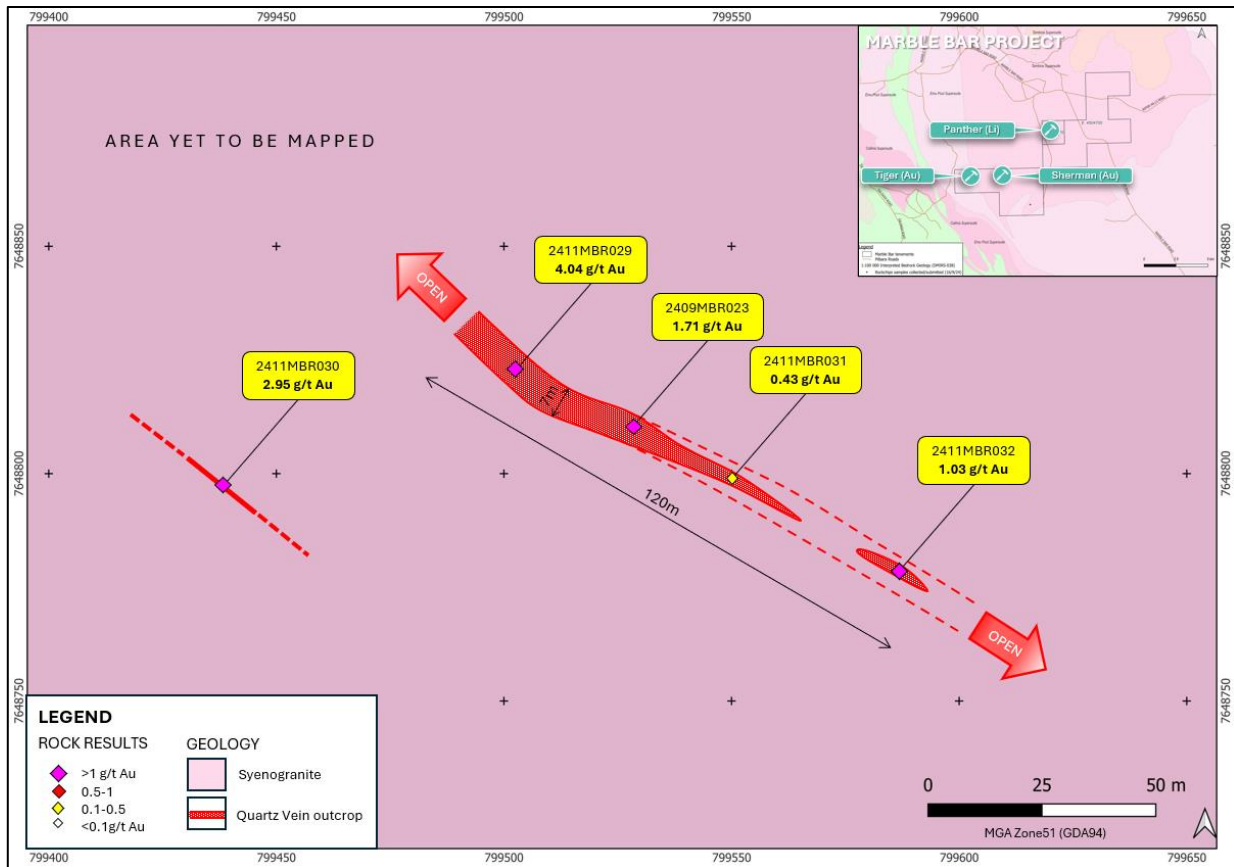 799400
799450
799500
799550
799600
799650
MARBLE BAR PROJECT
Panther (Li)
Tiger (Au)
Sherman (Au)
Legend
Marble Bar tenements
AREA YET TO BE MAPPED
7648850
7648850
OPEN
2411MBR029
4.04 g/t Au
2409MBR023
1.71 g/t Au
2411MBR031
0.43 g/t Au
2411MBR030
2.95 g/t Au
7m
2411MBR032
1.03 g/t Au
7648800
7648800
120m
OPEN
7648750
7648750
LEGEND
ROCK RESULTS
>1 g/t Au
0.5-1
0.1-0.5
<0.1g/t Au
GEOLOGY
Syenogranite
Quartz Vein outcrop
0
25
50 m
MGA Zone51 (GDA94)
799400
799450
799500
799550
799600
799650